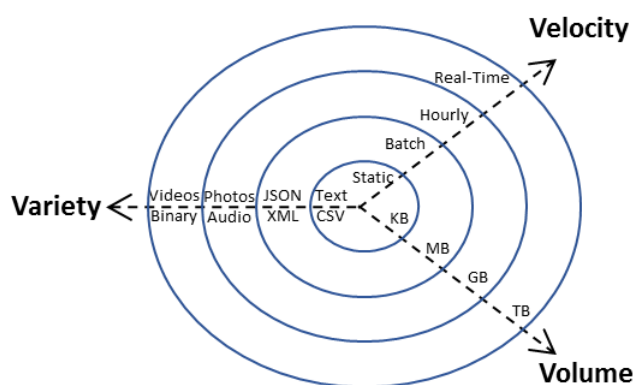 Velocity
Real-Time
Hourly
Batch
Static
Variety
Videos Photos JSON Text
Binary Audio XML CSV
KB
MB
GB
TB
Volume